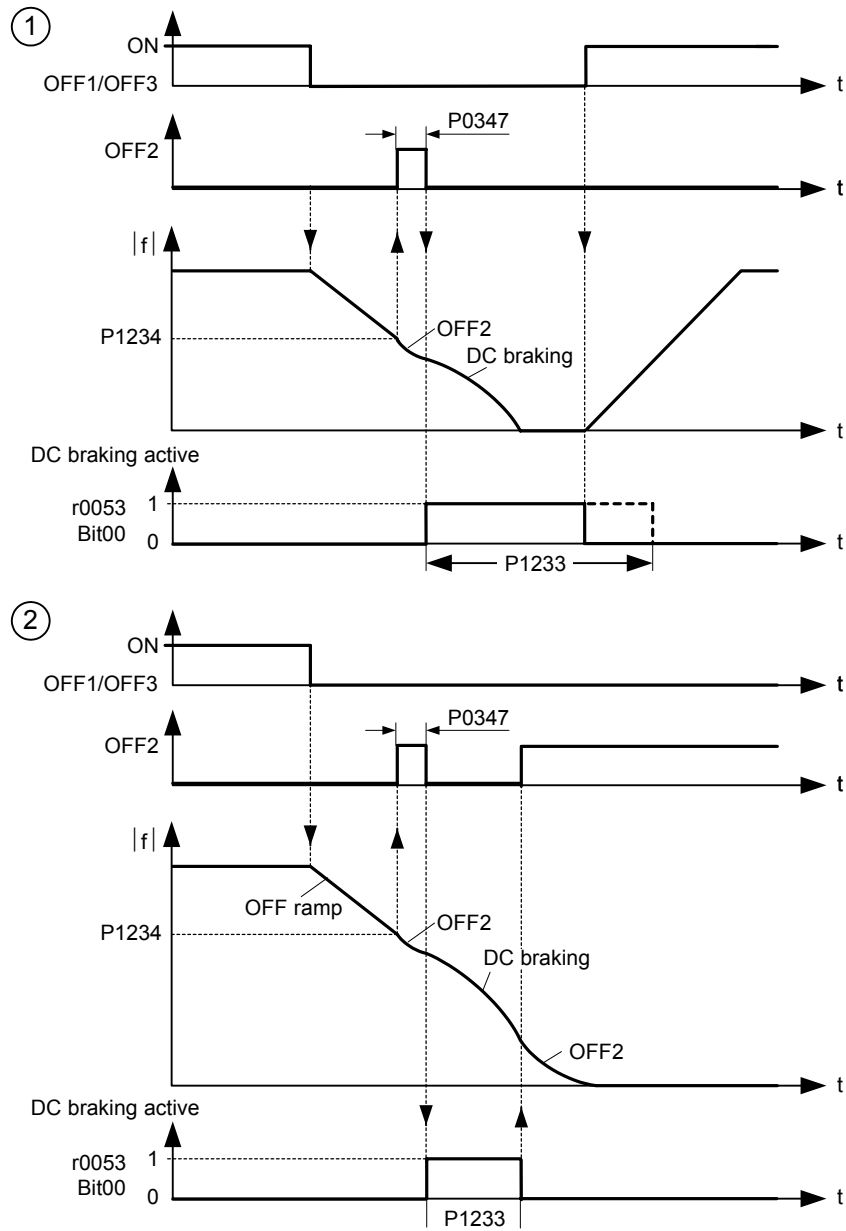 1
ON
OFF1/OFF3
t
P0347
OFF2
t
|f|
P1234
OFF2
DC braking
t
DC braking active
r0053
Bit00
1
0
t
P1233
2
ON
OFF1/OFF3
t
P0347
OFF2
t
|f|
OFF ramp
P1234
OFF2
DC braking
OFF2
t
DC braking active
r0053
Bit00
1
0
t
P1233